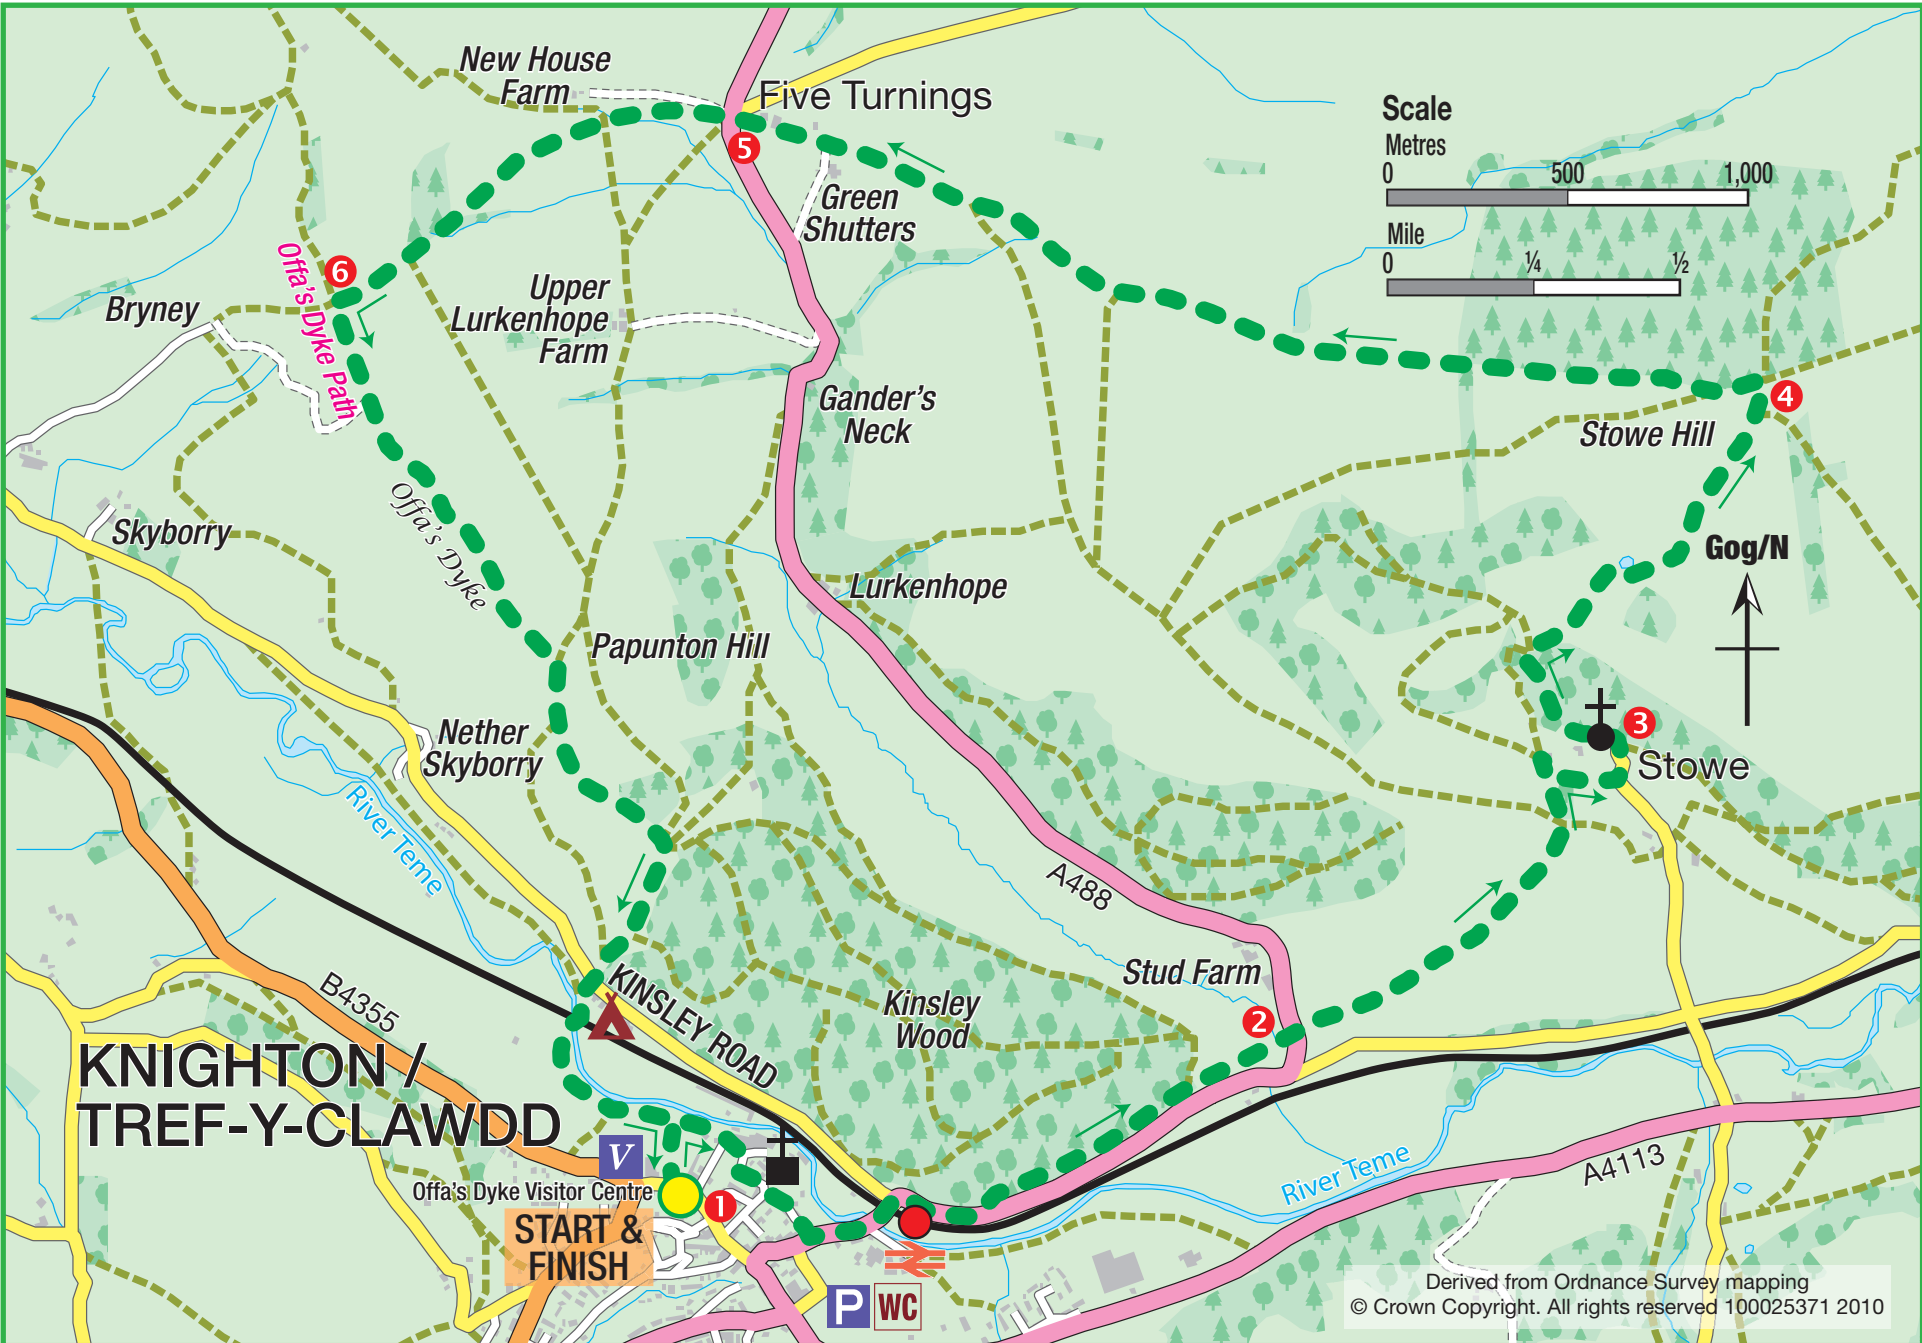 New House
Farm
Five Turnings
5
Scale
Metres
0 500 1,000
Mile
0 ¼ ½
Green
Shutters
6
Offa's Dyke Path
Bryney
Upper
Lurkenhope
Farm
Gander's
Neck
4
Stowe Hill
Offa's Dyke
Skyborry
Gog/N
Lurkenhope
Papunton Hill
Nether
Skyborry
3
Stowe
River Teme
A488
Stud Farm
2
B4355
KINSLEY ROAD
Kinsley
Wood
KNIGHTON /
TREF-Y-CLAWDD
V
Offa's Dyke Visitor Centre
1
START &
FINISH
River Teme
A4113
P
WC
Derived from Ordnance Survey mapping
© Crown Copyright. All rights reserved 100025371 2010